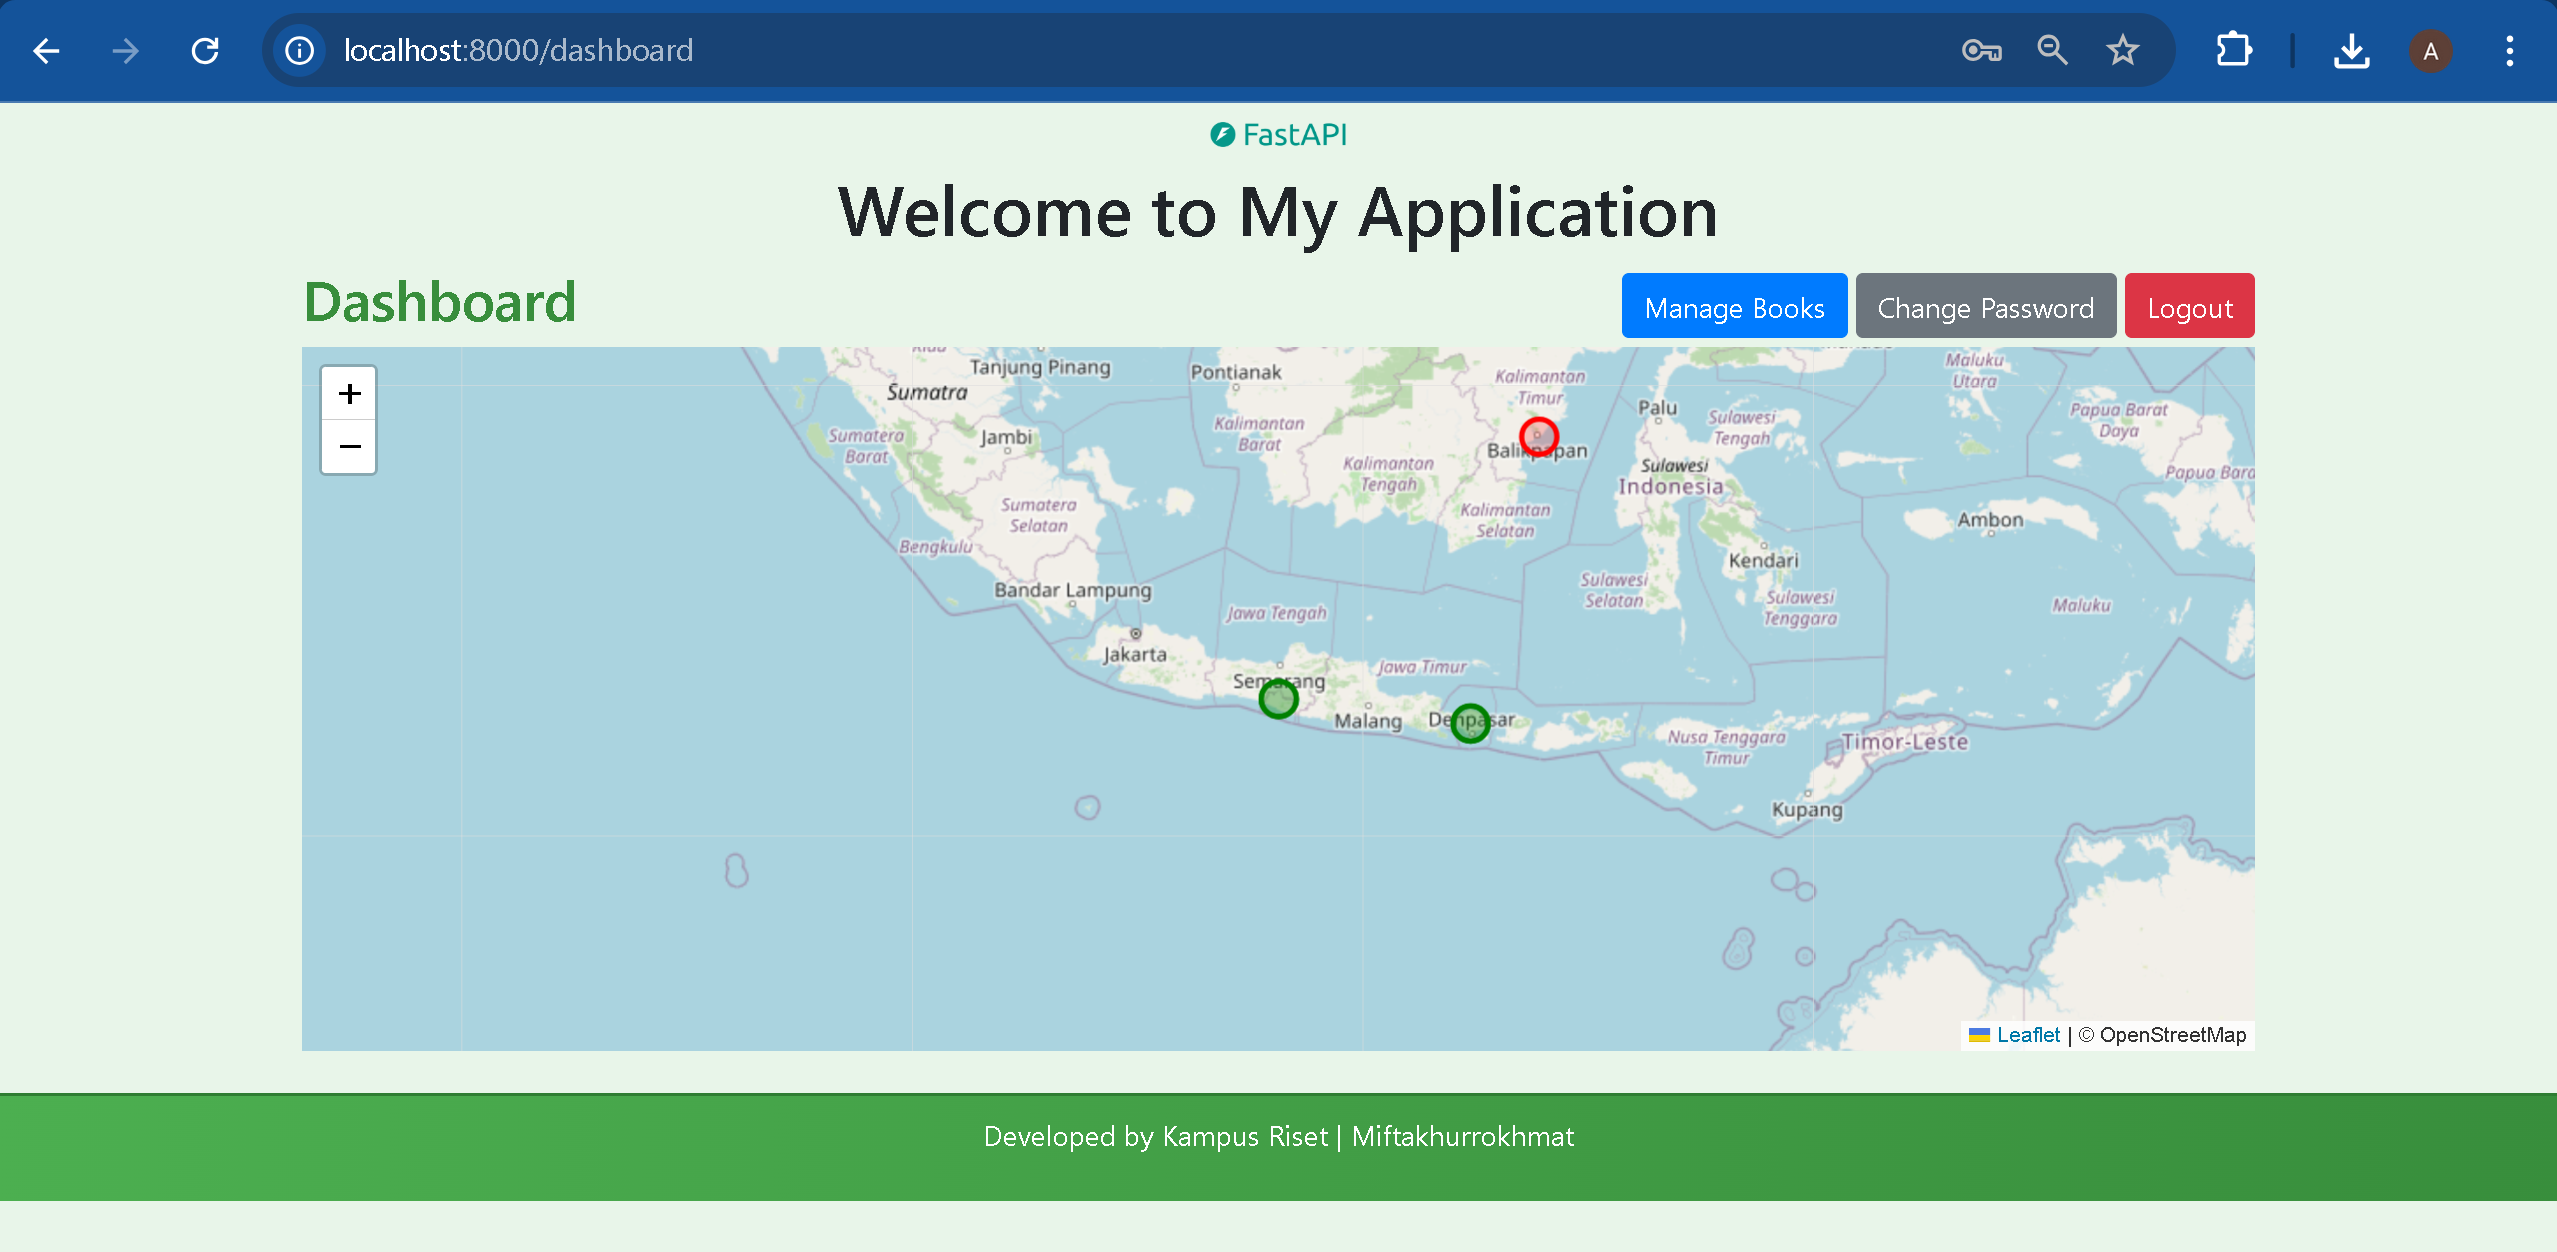 localhost:8000/dashboard
A
FastAPI
Welcome to My Application
Dashboard
Manage Books
Change Password
Logout
+
−
Riau
Tanjung Pinang
Sumatra
Pontianak
Kalimantan
Timur
Maluku
Utara
Kalimantan
Barat
Palu
Sulawesi
Tengah
Papua Barat
Daya
Sumatera
Barat
Jambi
Balikpapan
Kalimantan
Tengah
Sulawesi
Indonesia
Papua Bara
Sumatera
Selatan
Kalimantan
Selatan
Ambon
Bengkulu
Kendari
Bandar Lampung
Sulawesi
Selatan
Sulawesi
Tenggara
Maluku
Jawa Tengah
Jakarta
Jawa Timur
Semarang
Malang
Denpasar
Nusa Tenggara
Timur
Timor-Leste
Kupang
Leaflet | © OpenStreetMap
Developed by Kampus Riset | Miftakhurrokhmat